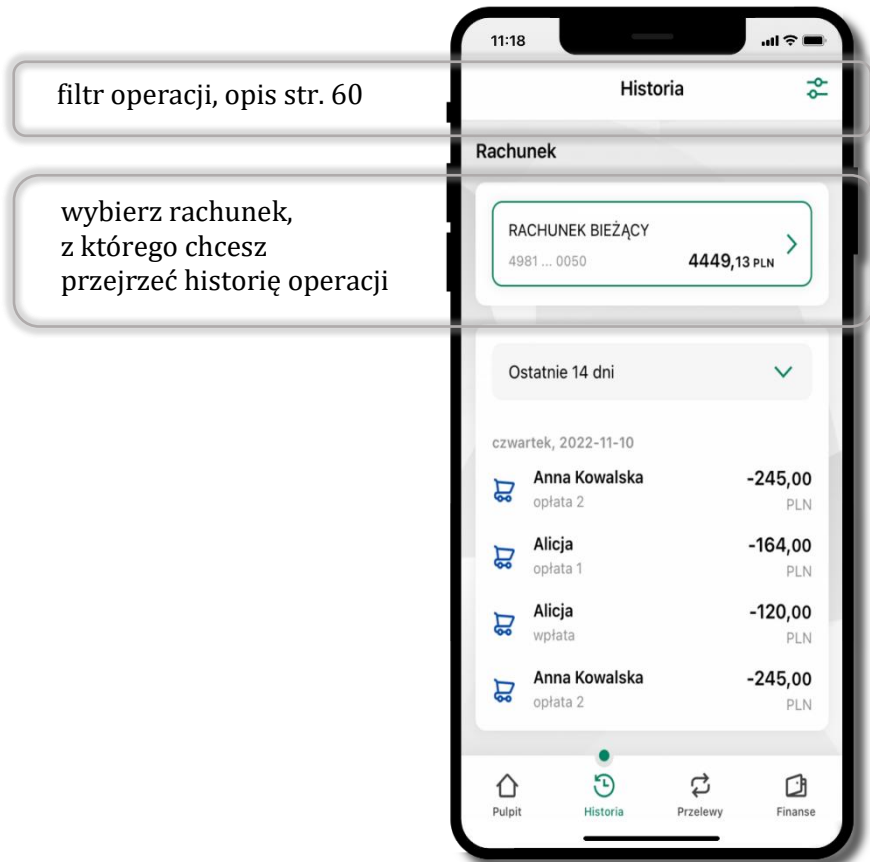 11:18
filtr operacji, opis str. 60
Historia
Rachunek
wybierz rachunek,
z którego chcesz
przejrzeć historię operacji
RACHUNEK BIEŻĄCY
4981 ... 0050 4449,13 PLN
Ostatnie 14 dni
czwartek, 2022-11-10
Anna Kowalska -245,00
opłata 2 PLN
Alicja -164,00
opłata 1 PLN
Alicja -120,00
wpłata PLN
Anna Kowalska -245,00
opłata 2 PLN
Pulpit Historia Przelewy Finanse